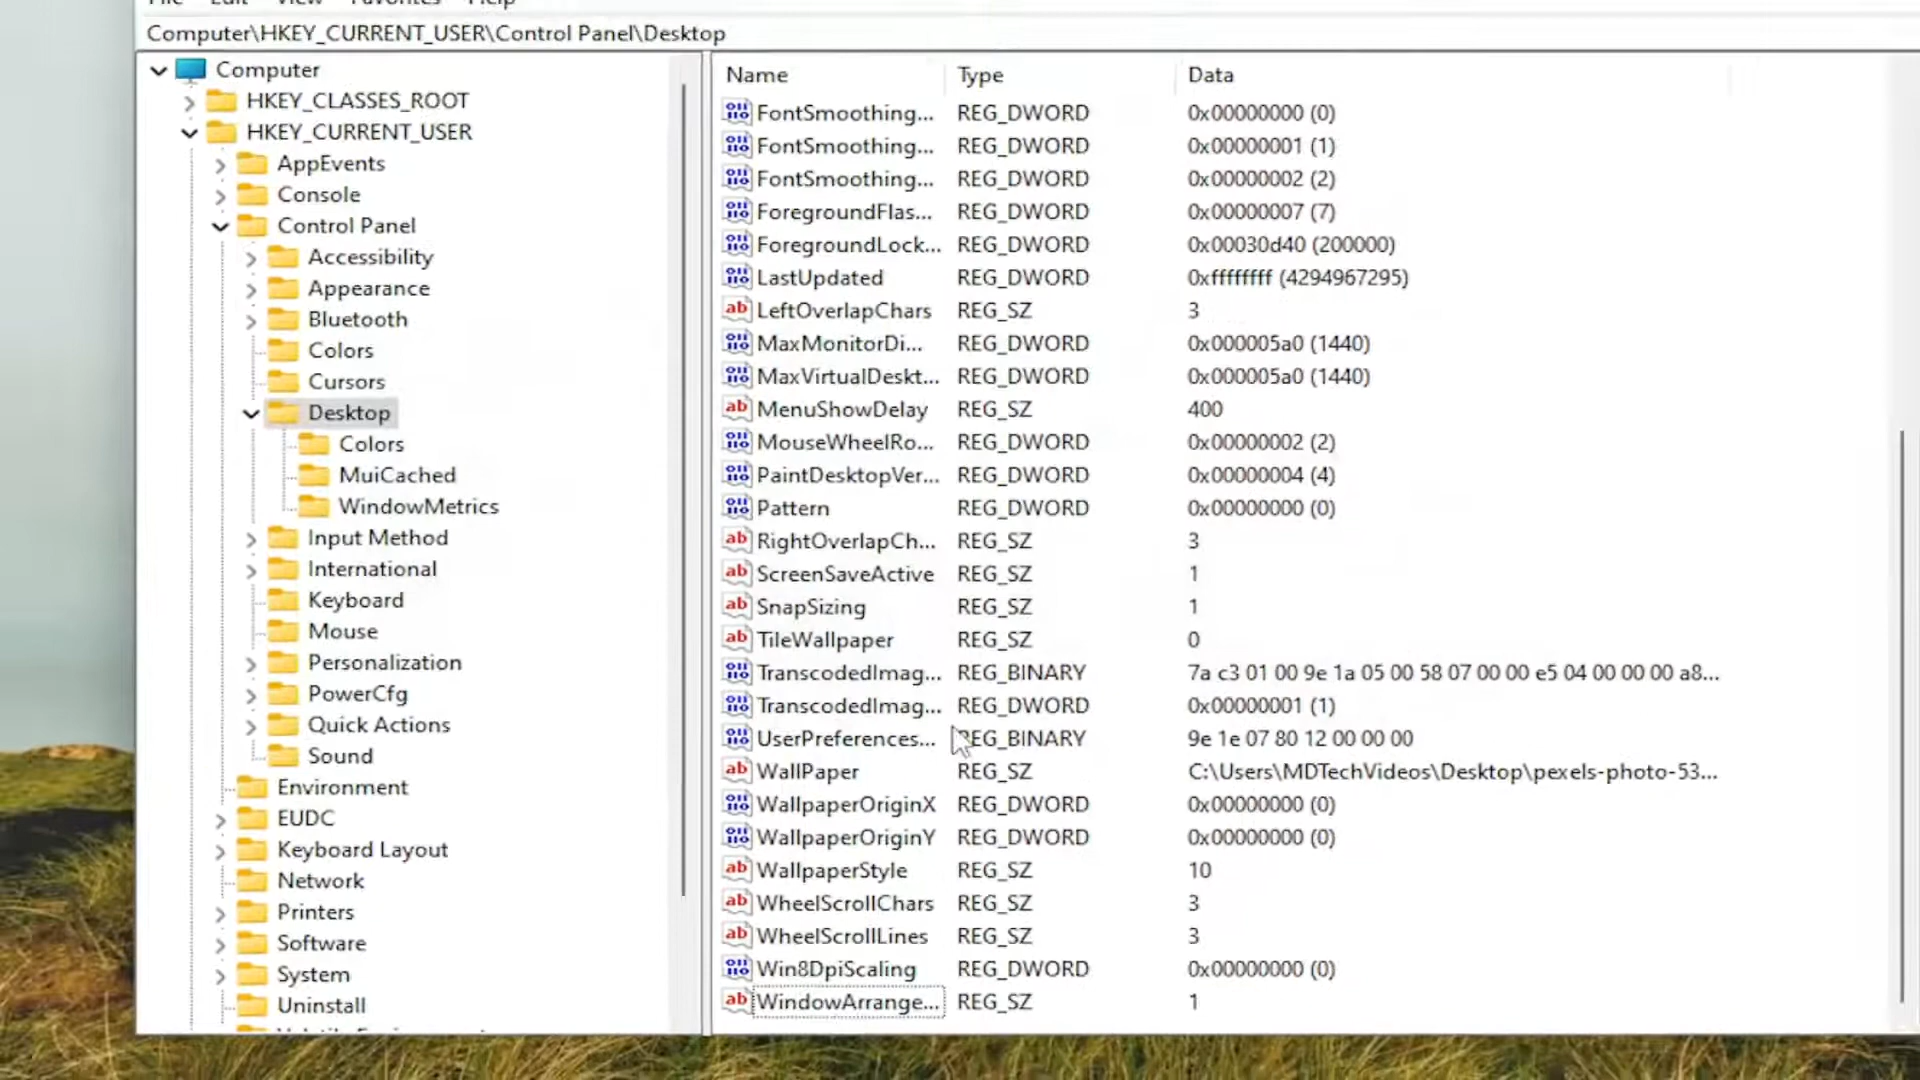 File Edit View Favorites Help
Computer\HKEY_CURRENT_USER\Control Panel\Desktop
Computer
HKEY_CLASSES_ROOT
HKEY_CURRENT_USER
AppEvents
Console
Control Panel
Accessibility
Appearance
Bluetooth
Colors
Cursors
Desktop
Colors
MuiCached
WindowMetrics
Input Method
International
Keyboard
Mouse
Personalization
PowerCfg
Quick Actions
Sound
Environment
EUDC
Keyboard Layout
Network
Printers
Software
System
Uninstall
Name Type Data
FontSmoothing... REG_DWORD 0x00000000 (0)
FontSmoothing... REG_DWORD 0x00000001 (1)
FontSmoothing... REG_DWORD 0x00000002 (2)
ForegroundFlas... REG_DWORD 0x00000007 (7)
ForegroundLock... REG_DWORD 0x00030d40 (200000)
LastUpdated REG_DWORD 0xffffffff (4294967295)
LeftOverlapChars REG_SZ 3
MaxMonitorDi... REG_DWORD 0x000005a0 (1440)
MaxVirtualDeskt... REG_DWORD 0x000005a0 (1440)
MenuShowDelay REG_SZ 400
MouseWheelRo... REG_DWORD 0x00000002 (2)
PaintDesktopVer... REG_DWORD 0x00000004 (4)
Pattern REG_DWORD 0x00000000 (0)
RightOverlapCh... REG_SZ 3
ScreenSaveActive REG_SZ 1
SnapSizing REG_SZ 1
TileWallpaper REG_SZ 0
TranscodedImag... REG_BINARY 7a c3 01 00 9e 1a 05 00 58 07 00 00 e5 04 00 00 00 a8...
TranscodedImag... REG_DWORD 0x00000001 (1)
UserPreferences... REG_BINARY 9e 1e 07 80 12 00 00 00
WallPaper REG_SZ C:\Users\MDTechVideos\Desktop\pexels-photo-53...
WallpaperOriginX REG_DWORD 0x00000000 (0)
WallpaperOriginY REG_DWORD 0x00000000 (0)
WallpaperStyle REG_SZ 10
WheelScrollChars REG_SZ 3
WheelScrollLines REG_SZ 3
Win8DpiScaling REG_DWORD 0x00000000 (0)
WindowArrange... REG_SZ 1